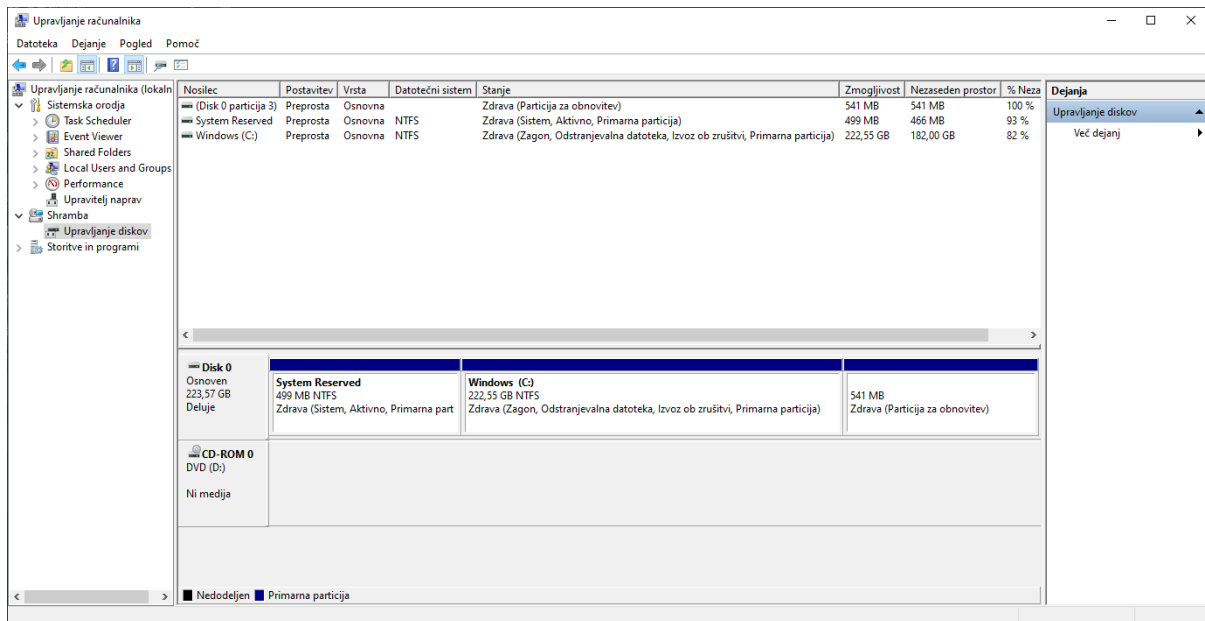 Upravljanje računalnika
Datoteka Dejanje Pogled Pomoč
Upravljanje računalnika (lokaln
Sistemska orodja
Task Scheduler
Event Viewer
Shared Folders
Local Users and Groups
Performance
Upravitelj naprav
Shramba
Upravljanje diskov
Storitve in programi
Nosilec Postavitev Vrsta Datotečni sistem Stanje Zmogljivost Nezaseden prostor % Neza
(Disk 0 particija 3) Preprosta Osnovna Zdrava (Particija za obnovitev) 541 MB 541 MB 100 %
System Reserved Preprosta Osnovna NTFS Zdrava (Sistem, Aktivno, Primarna particija) 499 MB 466 MB 93 %
Windows (C:) Preprosta Osnovna NTFS Zdrava (Zagon, Odstranjevalna datoteka, Izvoz ob zrušitvi, Primarna particija) 222,55 GB 182,00 GB 82 %
Disk 0
Osnoven
223,57 GB
Deluje
System Reserved
499 MB NTFS
Zdrava (Sistem, Aktivno, Primarna part
Windows (C:)
222,55 GB NTFS
Zdrava (Zagon, Odstranjevalna datoteka, Izvoz ob zrušitvi, Primarna particija)
541 MB
Zdrava (Particija za obnovitev)
CD-ROM 0
DVD (D:)
Ni medija
Nedodeljen Primarna particija
Dejanja
Upravljanje diskov
Več dejanj